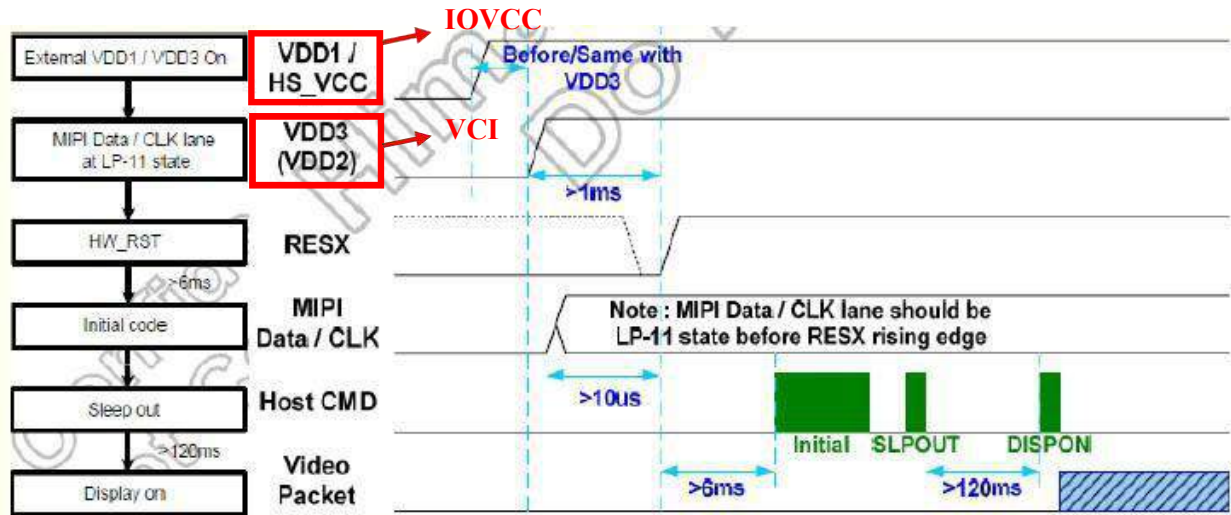 IOVCC
External VDD1 / VDD3 On
VDD1 /
HS_VCC
Before/Same with
VDD3
MIPI Data / CLK lane
at LP-11 state
VDD3
(VDD2)
VCI
>1ms
HW_RST
RESX
>6ms
Initial code
MIPI
Data / CLK
Note : MIPI Data / CLK lane should be
LP-11 state before RESX rising edge
Sleep out
Host CMD
>10us
Initial SLPOUT DISPON
>120ms
Display on
Video
Packet
>6ms
>120ms